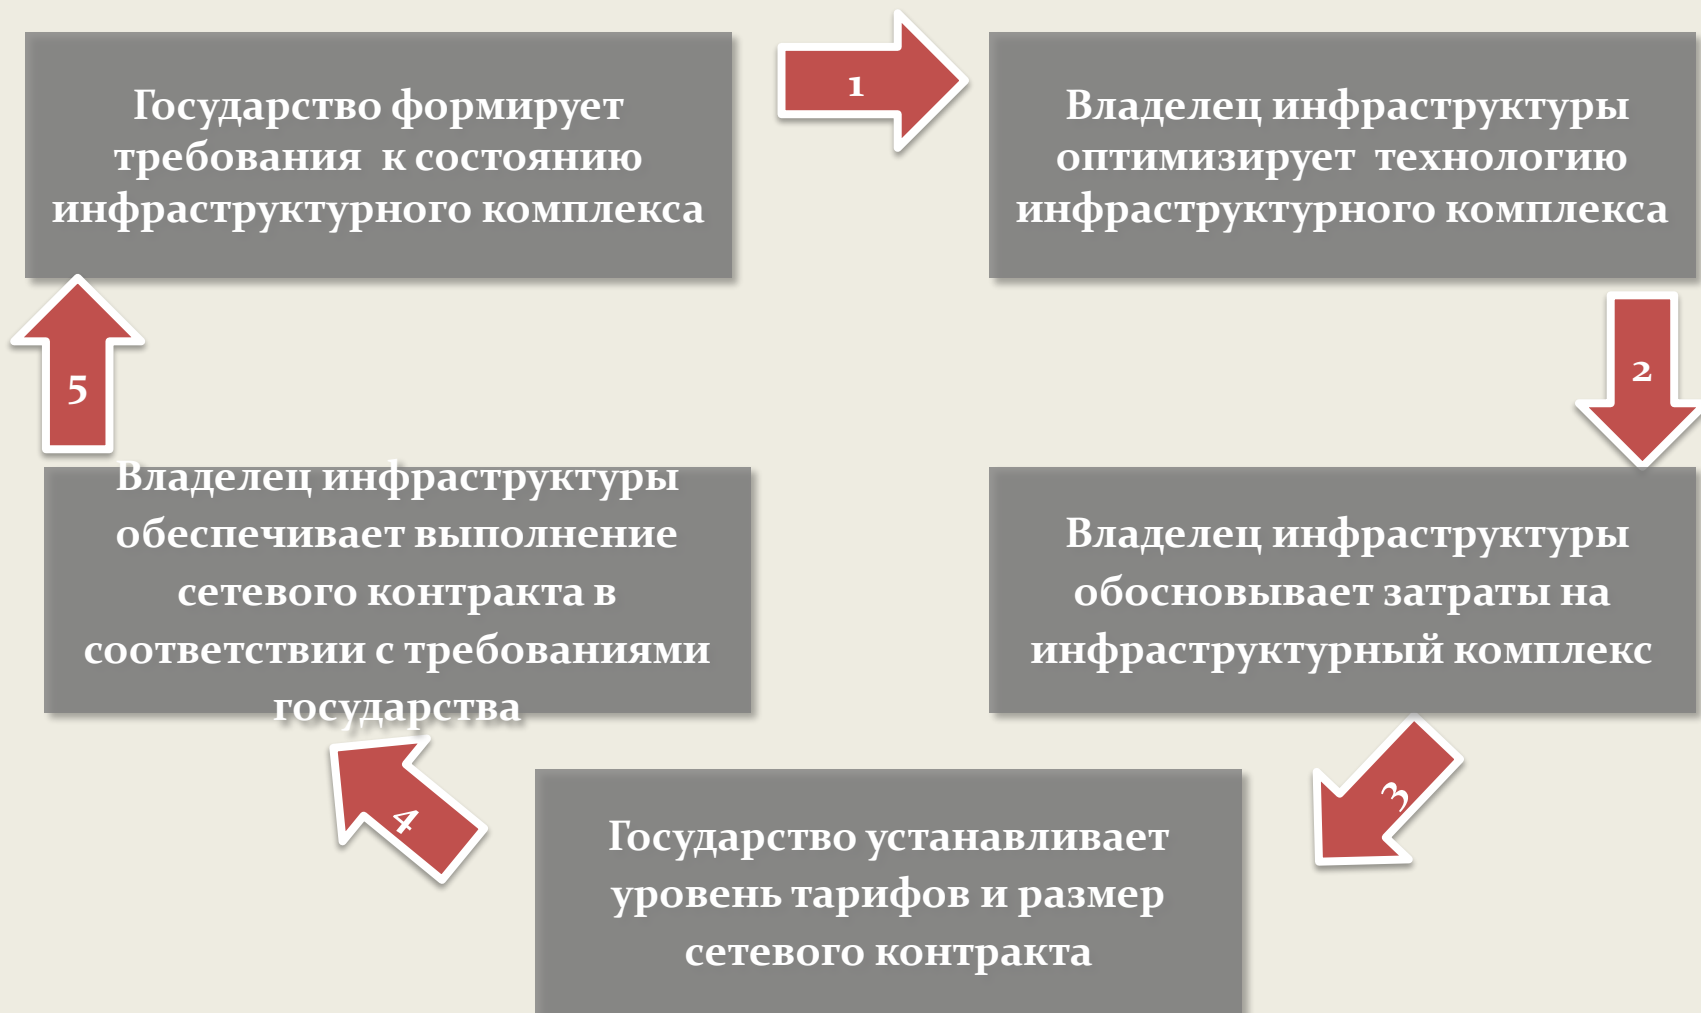 Государство формирует
требования к состоянию
инфраструктурного комплекса
1
Владелец инфраструктуры
оптимизирует технологию
инфраструктурного комплекса
2
Владелец инфраструктуры
обосновывает затраты на
инфраструктурный комплекс
3
Государство устанавливает
уровень тарифов и размер
сетевого контракта
4
Владелец инфраструктуры
обеспечивает выполнение
сетевого контракта в
соответствии с требованиями
государства
5